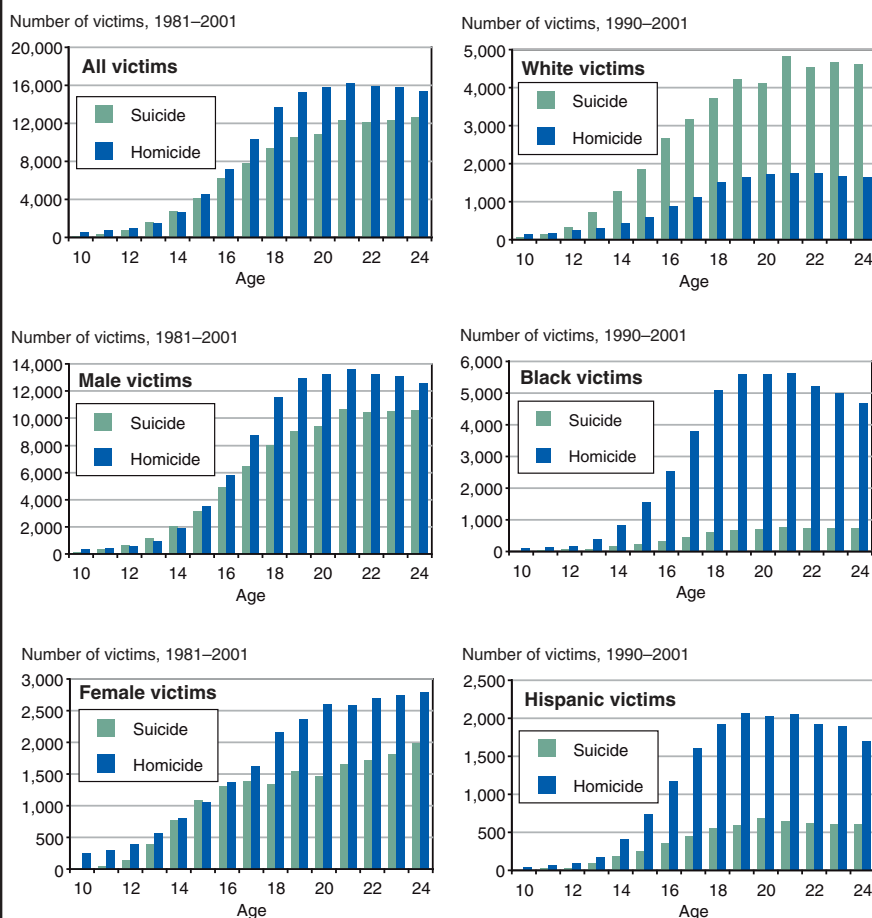 Number of victims, 1981–2001
20,000
16,000
12,000
8,000
4,000
0
All victims
Suicide
Homicide
10 12 14 16 18 20 22 24
Age
Number of victims, 1990–2001
5,000
4,000
3,000
2,000
1,000
0
White victims
Suicide
Homicide
10 12 14 16 18 20 22 24
Age
Number of victims, 1981–2001
14,000
12,000
10,000
8,000
6,000
4,000
2,000
0
Male victims
Suicide
Homicide
10 12 14 16 18 20 22 24
Age
Number of victims, 1990–2001
6,000
5,000
4,000
3,000
2,000
1,000
0
Black victims
Suicide
Homicide
10 12 14 16 18 20 22 24
Age
Number of victims, 1981–2001
3,000
2,500
2,000
1,500
1,000
500
0
Female victims
Suicide
Homicide
10 12 14 16 18 20 22 24
Age
Number of victims, 1990–2001
2,500
2,000
1,500
1,000
500
0
Hispanic victims
Suicide
Homicide
10 12 14 16 18 20 22 24
Age